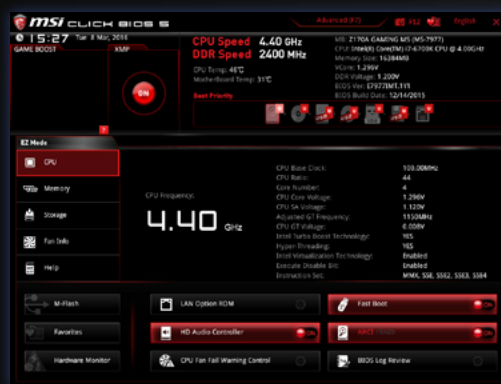 msi CLICK BIOS 5
Advanced (F7)
F12
English
X
15:27 Tue 8 Mar, 2016
GAME BOOST
XMP
ON
CPU Speed 4.40 GHz
DDR Speed 2400 MHz
CPU Temp: 46°C
Motherboard Temp: 31°C
MB: Z170A GAMING M5 (MS-7977)
CPU: Intel(R) Core(TM) i7-6700K CPU @ 4.00GHz
Memory Size: 16384MB
VCore: 1.296V
DDR Voltage: 1.200V
BIOS Ver: E7977IMT.1Y1
BIOS Build Date: 12/14/2015
Boot Priority
?
EZ Mode
CPU
Memory
Storage
Fan Info
Help
CPU Frequency:
4.40 GHz
CPU Base Clock: 100.00MHz
CPU Ratio: 44
Core Number: 4
CPU Core Voltage: 1.296V
CPU SA Voltage: 1.120V
Adjusted GT Frequency: 1150MHz
CPU GT Voltage: 0.008V
Intel Turbo Boost Technology: YES
Hyper-Threading: YES
Intel Virtualization Technology: Enabled
Execute Disable Bit: Enabled
Instruction Set: MMX, SSE, SSE2, SSE3, SSE4
M-Flash
LAN Option ROM
Fast Boot
ON
Favorites
HD Audio Controller
ON
AHCI / RAID
ON
Hardware Monitor
CPU Fan Fail Warning Control
BIOS Log Review